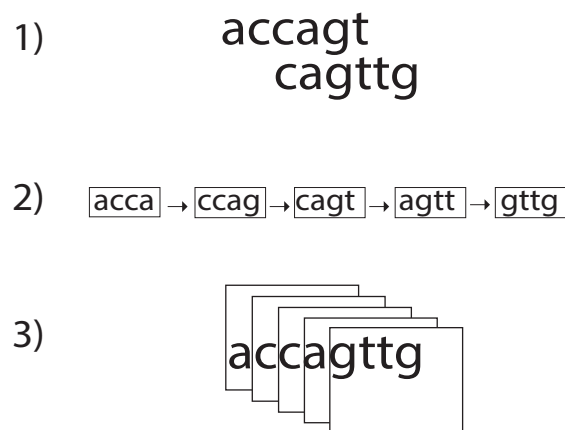 1) accagt
cagttg
2) acca → ccag → cagt → agtt → gttg
3) accagttg